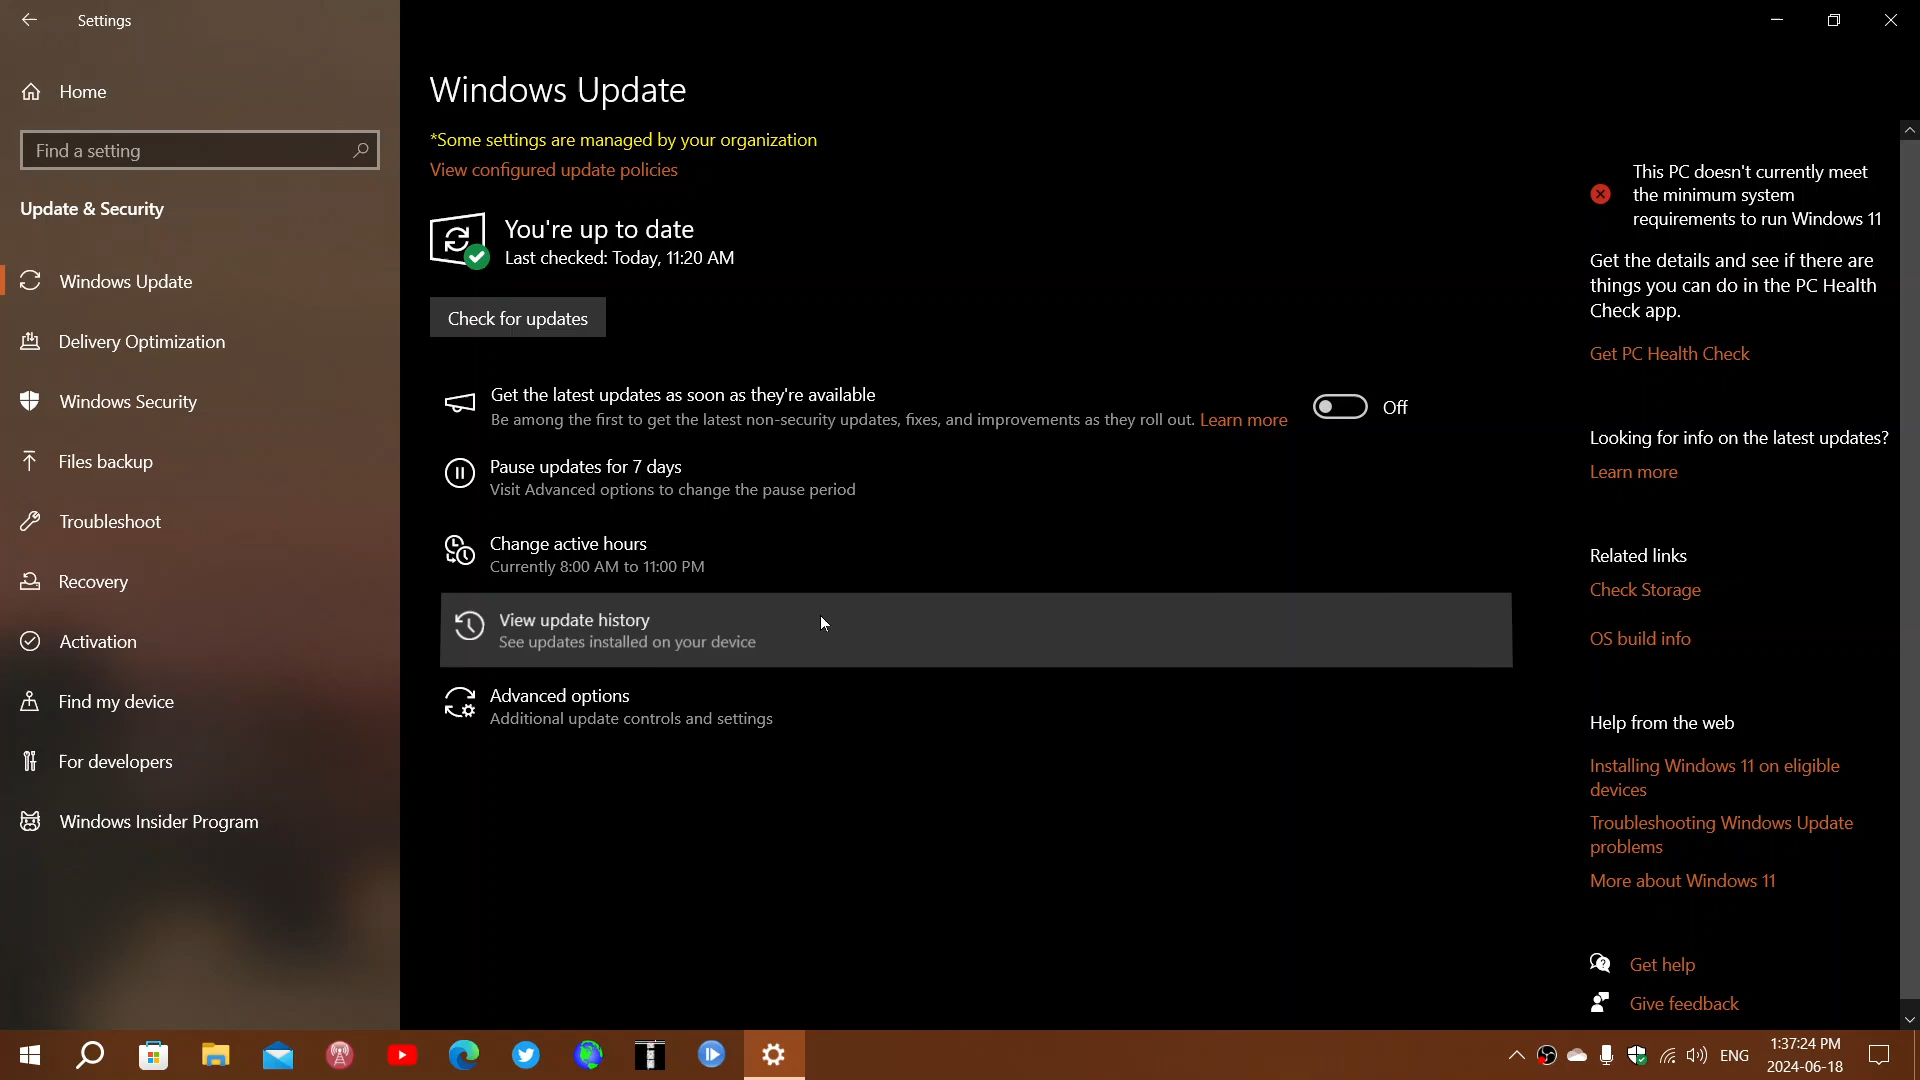 Settings
Home
Find a setting
Update & Security
Windows Update
Delivery Optimization
Windows Security
Files backup
Troubleshoot
Recovery
Activation
Find my device
For developers
Windows Insider Program
Windows Update
*Some settings are managed by your organization
View configured update policies
You're up to date
Last checked: Today, 11:20 AM
Check for updates
Get the latest updates as soon as they're available
Be among the first to get the latest non-security updates, fixes, and improvements as they roll out. Learn more
Off
Pause updates for 7 days
Visit Advanced options to change the pause period
Change active hours
Currently 8:00 AM to 11:00 PM
View update history
See updates installed on your device
Advanced options
Additional update controls and settings
This PC doesn't currently meet
the minimum system
requirements to run Windows 11
Get the details and see if there are
things you can do in the PC Health
Check app.
Get PC Health Check
Looking for info on the latest updates?
Learn more
Related links
Check Storage
OS build info
Help from the web
Installing Windows 11 on eligible
devices
Troubleshooting Windows Update
problems
More about Windows 11
Get help
Give feedback
ENG
1:37:24 PM
2024-06-18